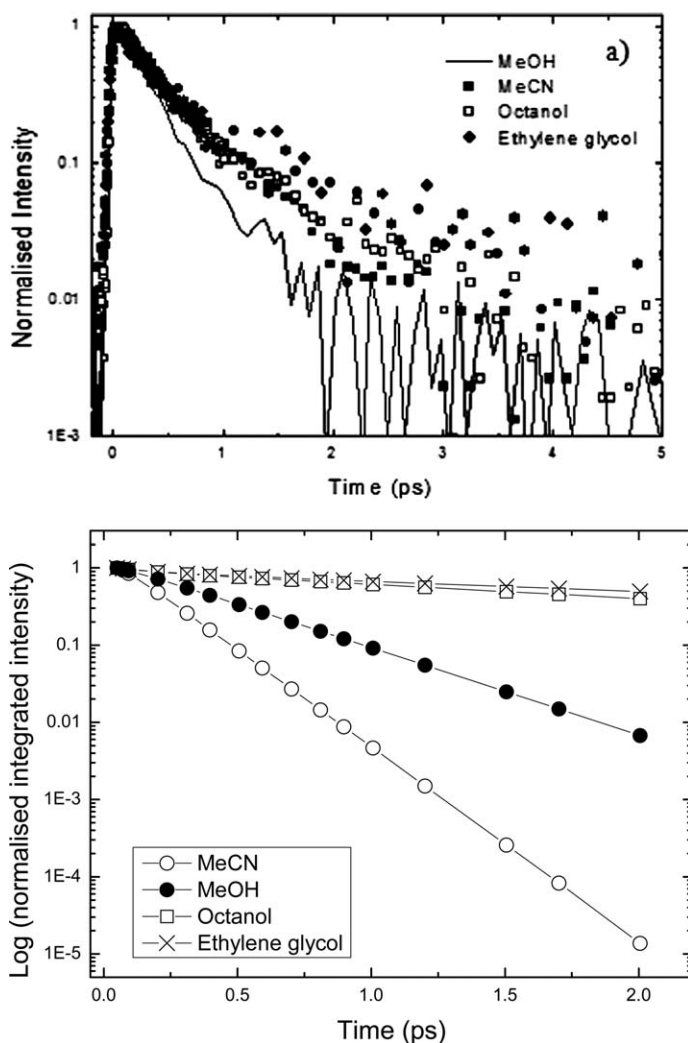 a)
MeOH
MeCN
Octanol
Ethylene glycol
1
0.1
0.01
1E-3
Normalised Intensity
0 1 2 3 4 5
Time (ps)
1
0.1
0.01
1E-3
1E-4
1E-5
Log (normalised integrated intensity)
MeCN
MeOH
Octanol
Ethylene glycol
0.0 0.5 1.0 1.5 2.0
Time (ps)